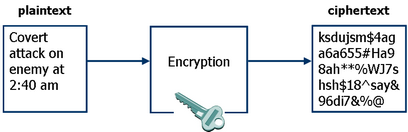 plaintext
ciphertext
Covert
attack on
enemy at
2:40 am
Encryption
ksdujsm$4ag
a6a655#Ha9
8ah**%WJ7s
hsh$18^say&
96di7&%@